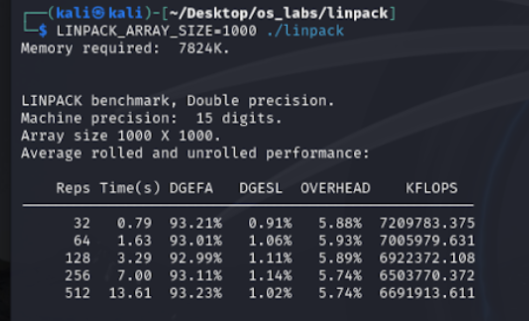 ┌──(kali㉿kali)-[~/Desktop/os_labs/linpack]
└─$ LINPACK_ARRAY_SIZE=1000 ./linpack
Memory required:  7824K.
LINPACK benchmark, Double precision.
Machine precision:  15 digits.
Array size 1000 X 1000.
Average rolled and unrolled performance:
Reps Time(s) DGEFA   DGESL  OVERHEAD    KFLOPS
32   0.79  93.21%   0.91%   5.88%  7209783.375
64   1.63  93.01%   1.06%   5.93%  7005979.631
128   3.29  92.99%   1.11%   5.89%  6922372.108
256   7.00  93.11%   1.14%   5.74%  6503770.372
512  13.61  93.23%   1.02%   5.74%  6691913.611